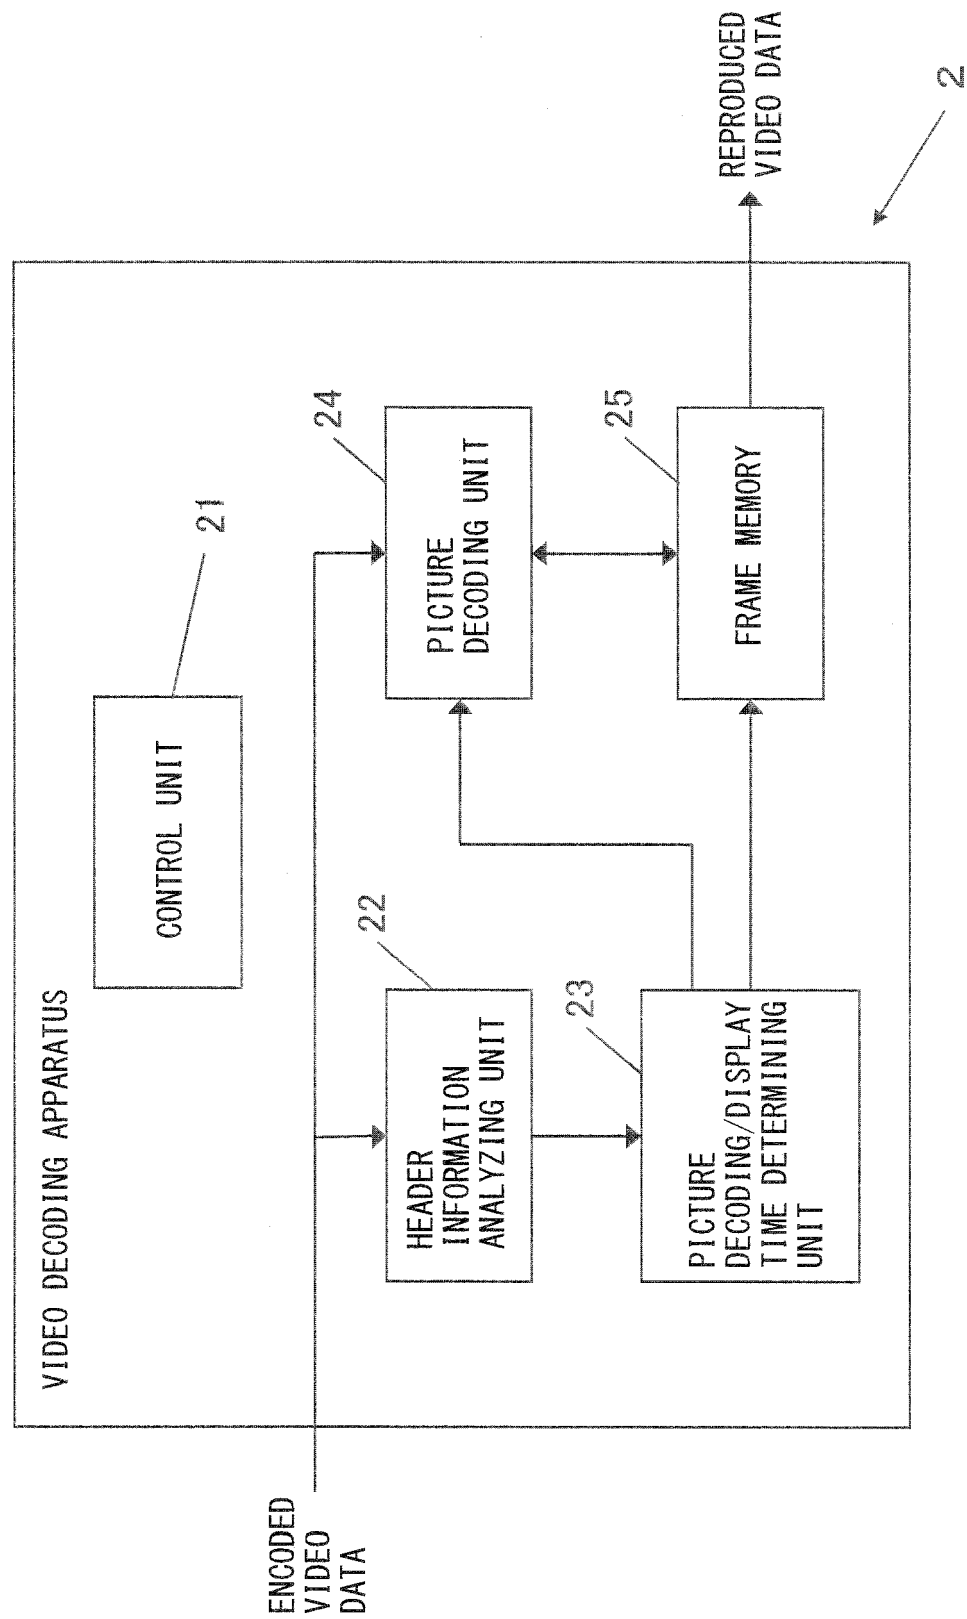 VIDEO DECODING APPARATUS
CONTROL UNIT
21
ENCODED
VIDEO
DATA
HEADER
INFORMATION
ANALYZING UNIT
22
PICTURE
DECODING UNIT
24
PICTURE
DECODING/DISPLAY
TIME DETERMINING
UNIT
23
FRAME MEMORY
25
REPRODUCED
VIDEO DATA
2